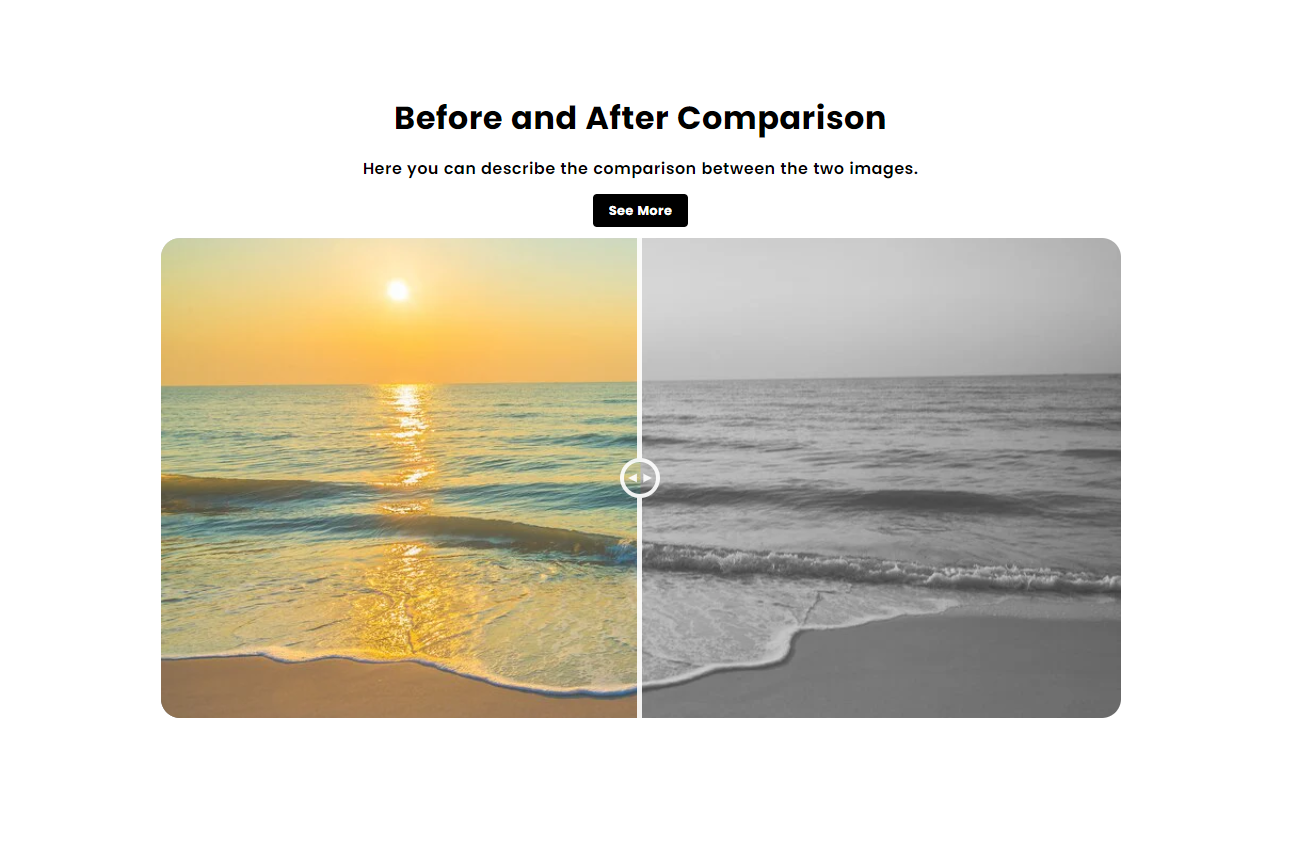 Before and After Comparison
Here you can describe the comparison between the two images.
See More